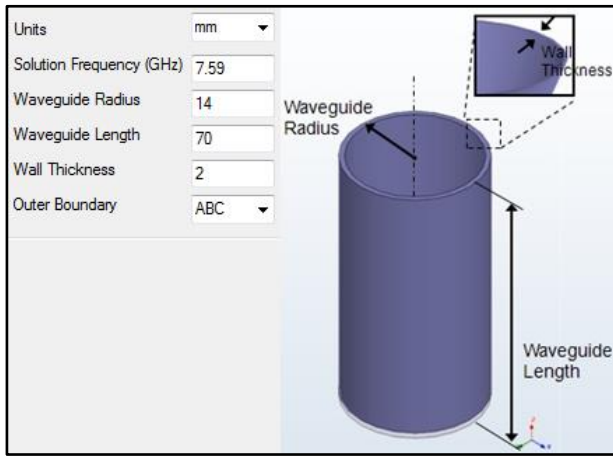 Units mm
Solution Frequency (GHz) 7.59
Waveguide Radius 14
Waveguide Length 70
Wall Thickness 2
Outer Boundary ABC
Wall
Thickness
Waveguide
Radius
Waveguide
Length